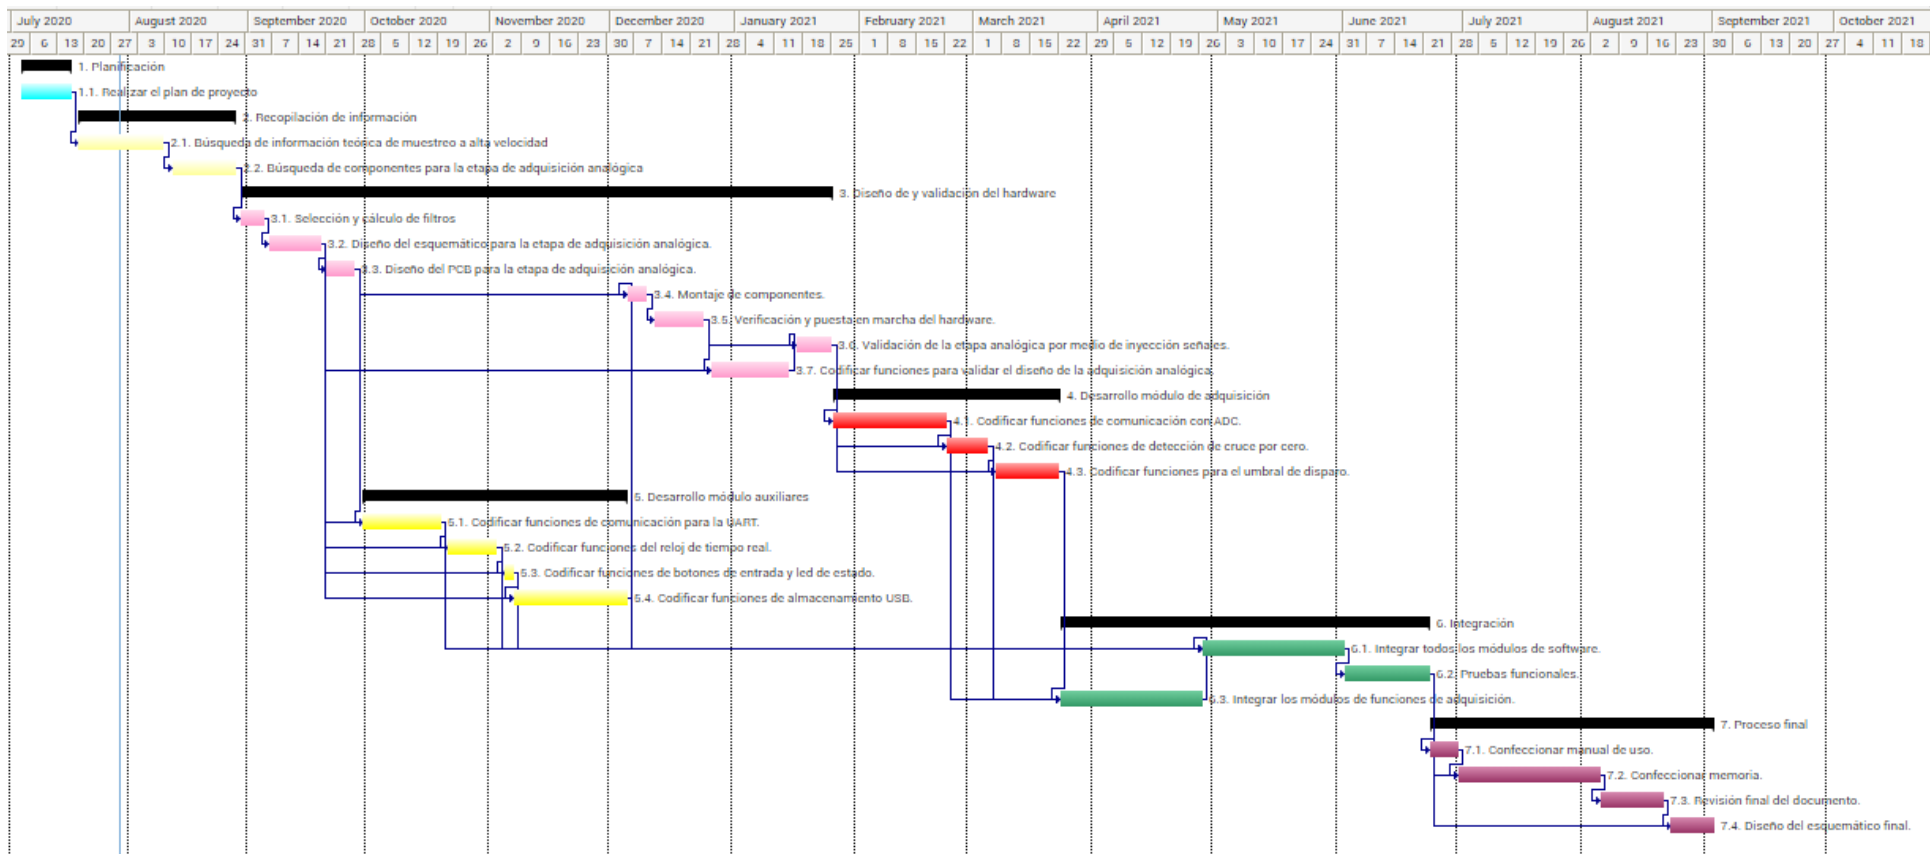 July 2020 August 2020 September 2020 October 2020 November 2020 December 2020 January 2021 February 2021 March 2021 April 2021 May 2021 June 2021 July 2021 August 2021 September 2021 October 2021
29 6 13 20 27 3 10 17 24 31 7 14 21 28 5 12 19 26 2 9 16 23 30 7 14 21 28 4 11 18 25 1 8 15 22 1 8 15 22 29 5 12 19 26 3 10 17 24 31 7 14 21 28 5 12 19 26 2 9 16 23 30 6 13 20 27 4 11 18
1. Planificación
1.1. Realizar el plan de proyecto
2. Recopilación de información
2.1. Búsqueda de información teórica de muestreo a alta velocidad
2.2. Búsqueda de componentes para la etapa de adquisición analógica
3. Diseño de y validación del hardware
3.1. Selección y cálculo de filtros
3.2. Diseño del esquemático para la etapa de adquisición analógica.
3.3. Diseño del PCB para la etapa de adquisición analógica.
3.4. Montaje de componentes.
3.5. Verificación y puesta en marcha del hardware.
3.6. Validación de la etapa analógica por medio de inyección señales.
3.7. Codificar funciones para validar el diseño de la adquisición analógica.
4. Desarrollo módulo de adquisición
4.1. Codificar funciones de comunicación con ADC.
4.2. Codificar funciones de detección de cruce por cero.
4.3. Codificar funciones para el umbral de disparo.
5. Desarrollo módulo auxiliares
5.1. Codificar funciones de comunicación para la UART.
5.2. Codificar funciones del reloj de tiempo real.
5.3. Codificar funciones de botones de entrada y led de estado.
5.4. Codificar funciones de almacenamiento USB.
6. Integración
6.1. Integrar todos los módulos de software.
6.2. Pruebas funcionales.
6.3. Integrar los módulos de funciones de adquisición.
7. Proceso final
7.1. Confeccionar manual de uso.
7.2. Confeccionar memoria.
7.3. Revisión final del documento.
7.4. Diseño del esquemático final.